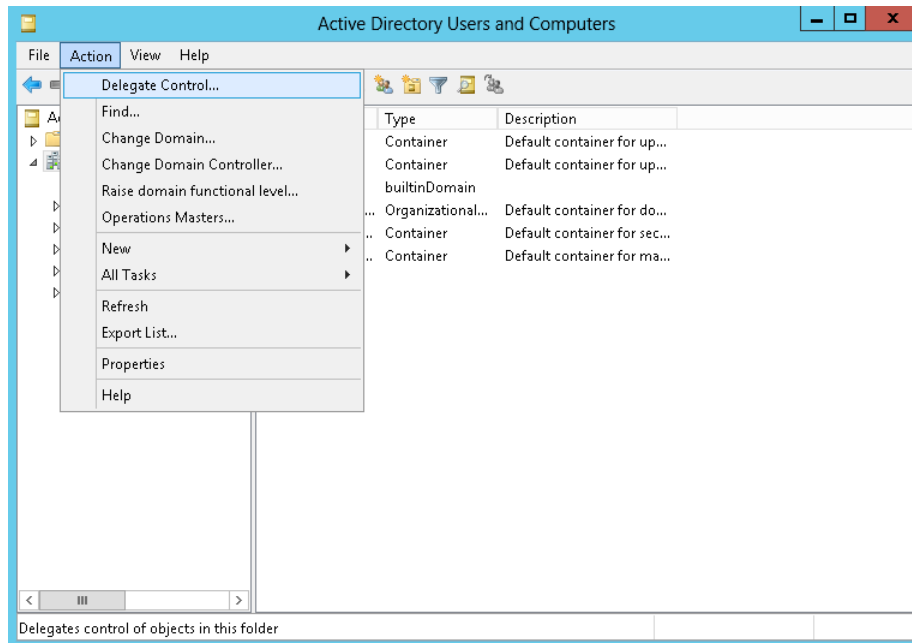 Active Directory Users and Computers
File Action View Help
Delegate Control...
Find...
Change Domain...
Change Domain Controller...
Raise domain functional level...
Operations Masters...
New
All Tasks
Refresh
Export List...
Properties
Help
A
Type Description
Container Default container for up...
Container Default container for up...
builtinDomain
... Organizational... Default container for do...
.. Container Default container for sec...
.. Container Default container for ma...
Delegates control of objects in this folder